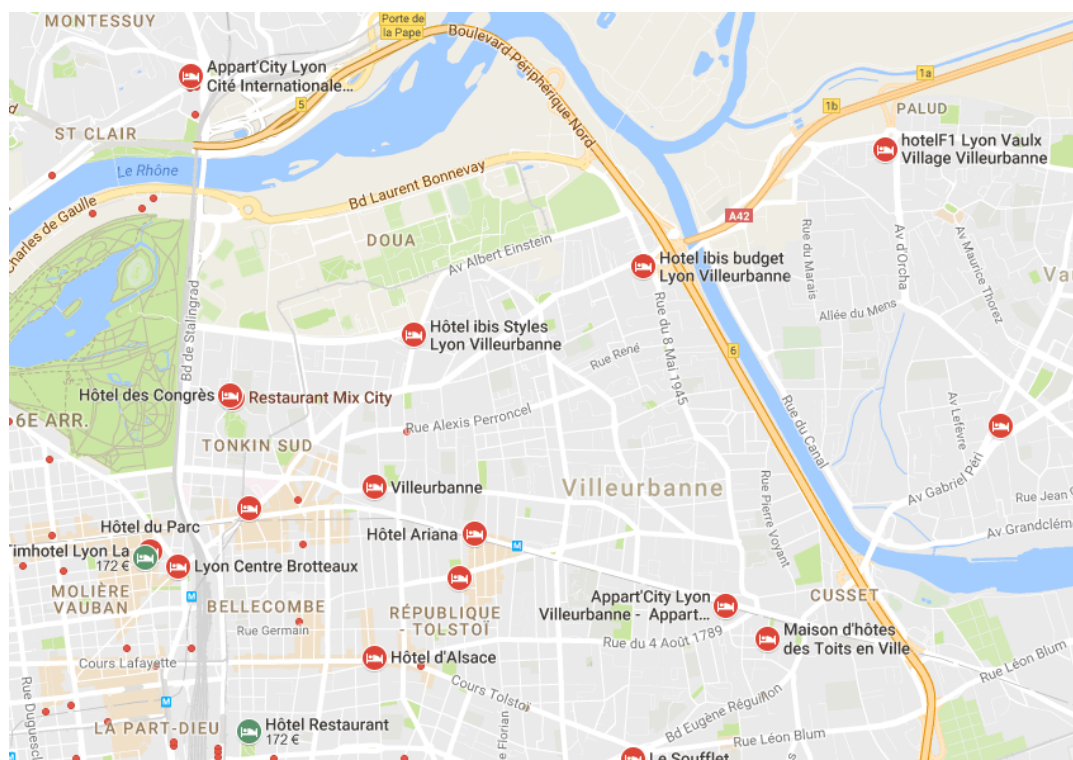 MONTESSUY
Porte de
la Pape
Boulevard Périphérique Nord
Appart'City Lyon
Cité Internationale...
1a
5
1b
PALUD
ST CLAIR
hotelF1 Lyon Vaulx
Village Villeurbanne
Le Rhône
Bd Laurent Bonnevay
Charles de Gaulle
A42
DOUA
Av Albert Einstein
Rue du Marais
Av d'Orcha
Av Maurice Thorez
Hotel ibis budget
Lyon Villeurbanne
Bd de Stalingrad
Allée du Mens
Hôtel ibis Styles
Lyon Villeurbanne
Rue du 8 Mai 1945
6
Rue René
Hôtel des Congrès
Restaurant Mix City
6E ARR.
Rue Alexis Perroncel
Rue du Canal
Av Lefèvre
TONKIN SUD
Av Gabriel Péri
Villeurbanne
Villeurbanne
Rue Pierre Voyant
Rue Jean
Hôtel du Parc
Hôtel Ariana
M
Av Grandclém
Timhotel Lyon La
172 €
Lyon Centre Brotteaux
MOLIÈRE
VAUBAN
M
BELLECOMBE
RÉPUBLIQUE
- TOLSTOÏ
Appart'City Lyon
Villeurbanne - Appart...
CUSSET
Rue Germain
Rue du 4 Août 1789
M
Maison d'hôtes
des Toits en Ville
Cours Lafayette
Hôtel d'Alsace
Rue Léon Blum
Cours Tolstoï
Rue Duguescl
M
Bd Eugène Réguillon
LA PART-DIEU
Hôtel Restaurant
172 €
Florian
Rue Léon Blum
Le Soufflet